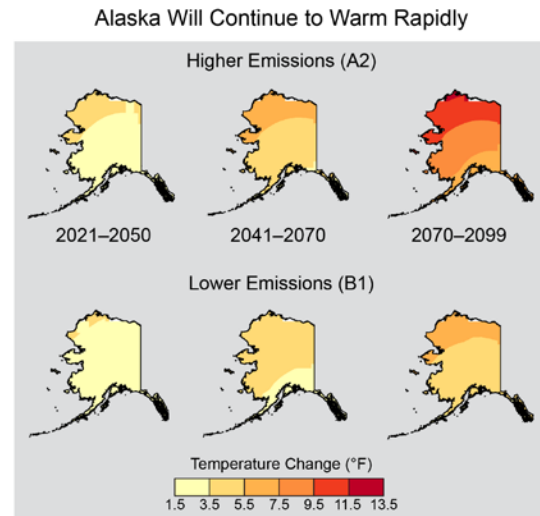 Alaska Will Continue to Warm Rapidly
Higher Emissions (A2)
2021–2050 2041–2070 2070–2099
Lower Emissions (B1)
Temperature Change (°F)
1.5 3.5 5.5 7.5 9.5 11.5 13.5